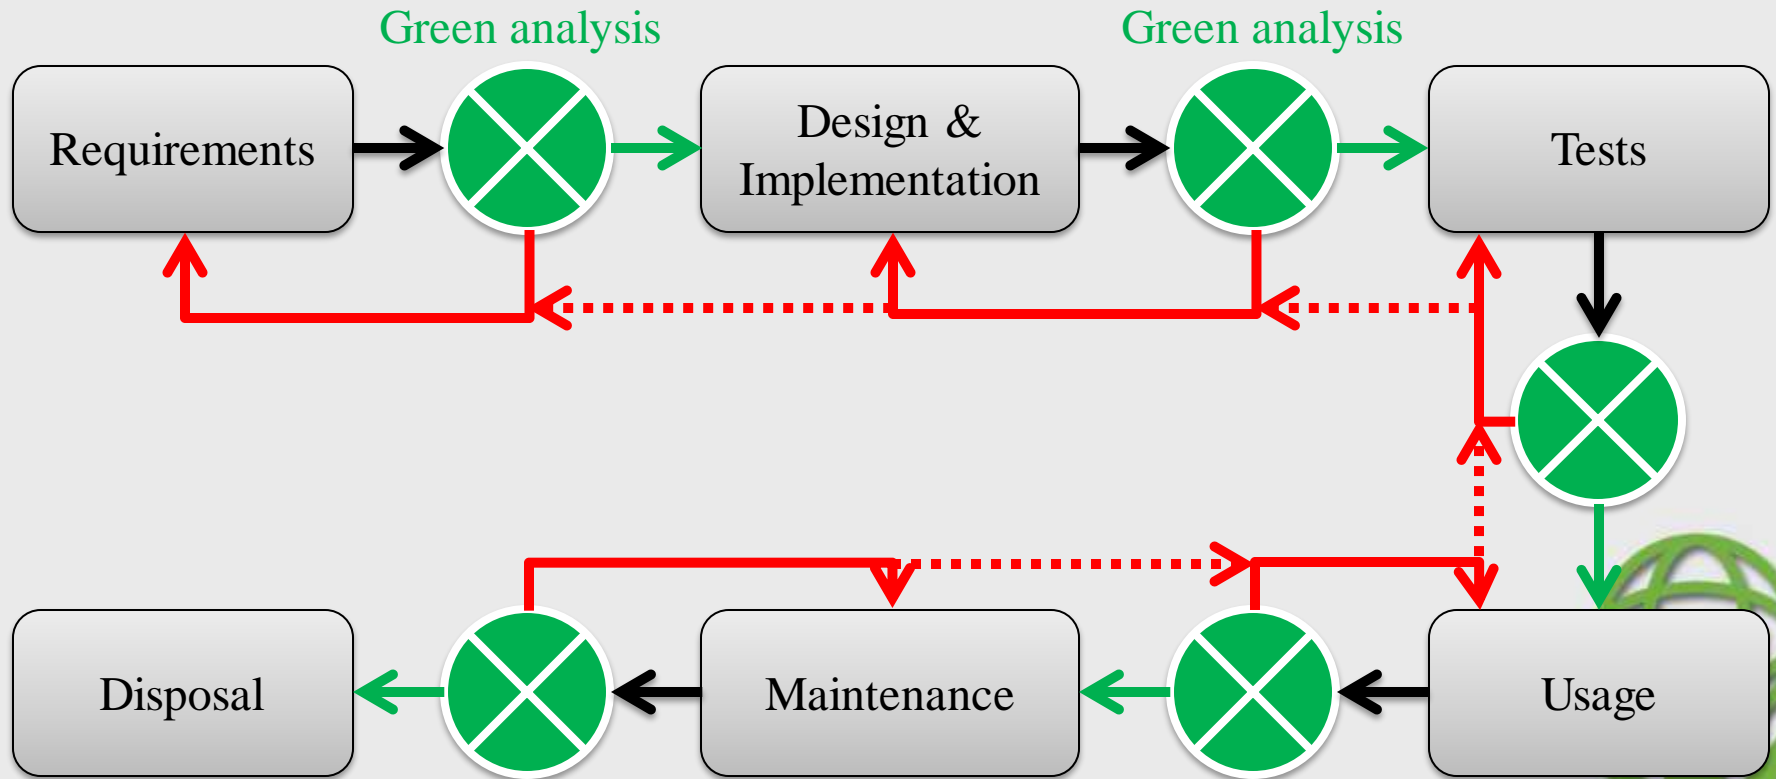 Green analysis
Green analysis
Requirements
Design &
Implementation
Tests
Disposal
Maintenance
Usage